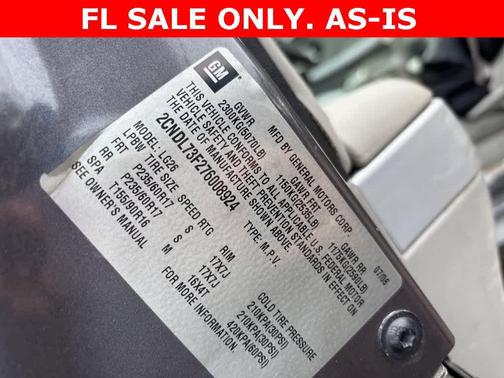 FL SALE ONLY. AS-IS
GM
MFD BY GENERAL MOTORS CORP. 07/06
GVWR GAWR FRT GAWR RR
2300KG(5070LB) 1150KG(2535LB) 1175KG(2590LB)
THIS VEHICLE CONFORMS TO ALL APPLICABLE U.S. FEDERAL MOTOR
VEHICLE SAFETY AND THEFT PREVENTION STANDARDS IN EFFECT ON
THE DATE OF MANUFACTURE SHOWN ABOVE.
2CNDL73F276008924 TYPE: M.P.V.
MODEL: LG26
LPBW TIRE SIZE SPEED RTG RIM COLD TIRE PRESSURE
FRT P235/60R17 S 17X7J 210KPA(30PSI)
RR P235/60R17 S 17X7J 210KPA(30PSI)
SPA T155/90R16 M 16X4T 420KPA(60PSI)
SEE OWNER'S MANUAL FOR MORE INFORMATION.